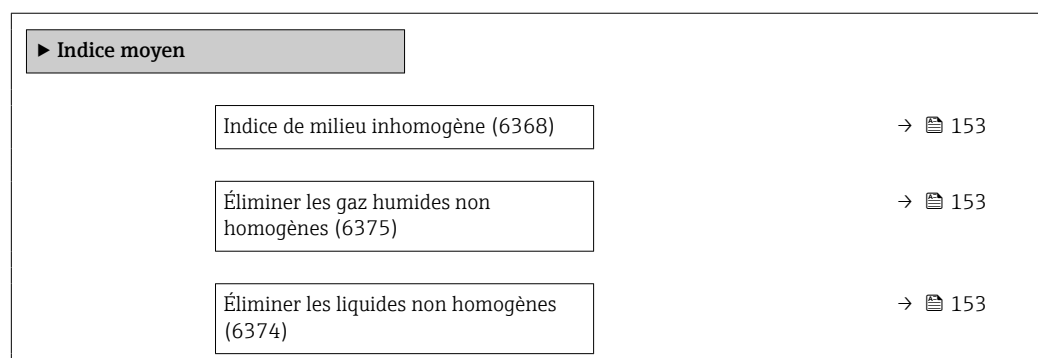 ▶ Indice moyen
Indice de milieu inhomogène (6368) → 🖹 153
Éliminer les gaz humides non → 🖹 153
homogènes (6375)
Éliminer les liquides non homogènes → 🖹 153
(6374)